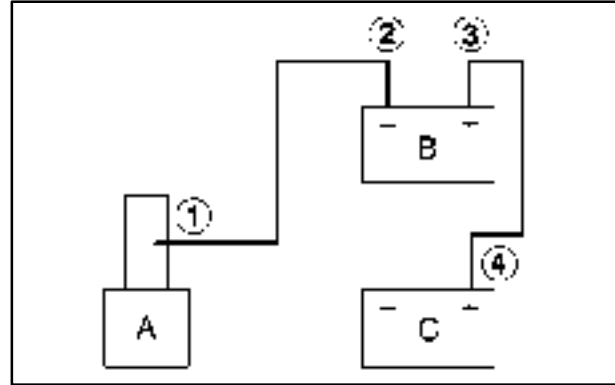 ② ③
− +
B
①
④
A
− +
C